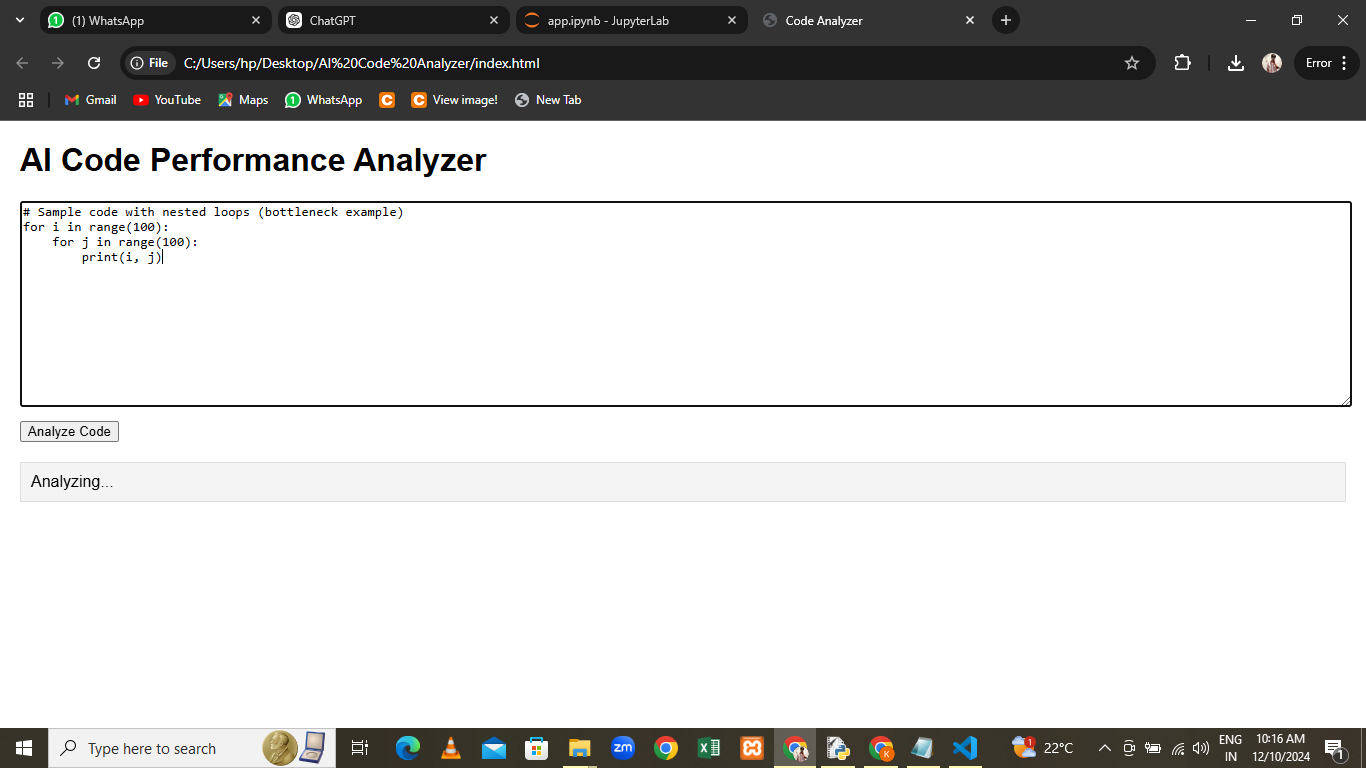 (1) WhatsApp
ChatGPT
app.ipynb - JupyterLab
Code Analyzer
File
C:/Users/hp/Desktop/AI%20Code%20Analyzer/index.html
Error
Gmail
YouTube
Maps
WhatsApp
View image!
New Tab
AI Code Performance Analyzer
# Sample code with nested loops (bottleneck example)
for i in range(100):
    for j in range(100):
        print(i, j)
Analyze Code
Analyzing...
Type here to search
zm
22°C
ENG
IN
10:16 AM
12/10/2024